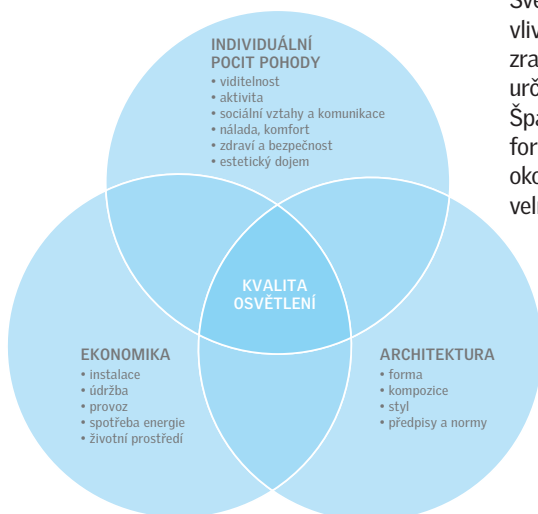 INDIVIDUÁLNÍ
POCIT POHODY
• viditelnost
• aktivita
• sociální vztahy a komunikace
• nálada, komfort
• zdraví a bezpečnost
• estetický dojem
KVALITA
OSVĚTLENÍ
EKONOMIKA
• instalace
• údržba
• provoz
• spotřeba energie
• životní prostředí
ARCHITEKTURA
• forma
• kompozice
• styl
• předpisy a normy